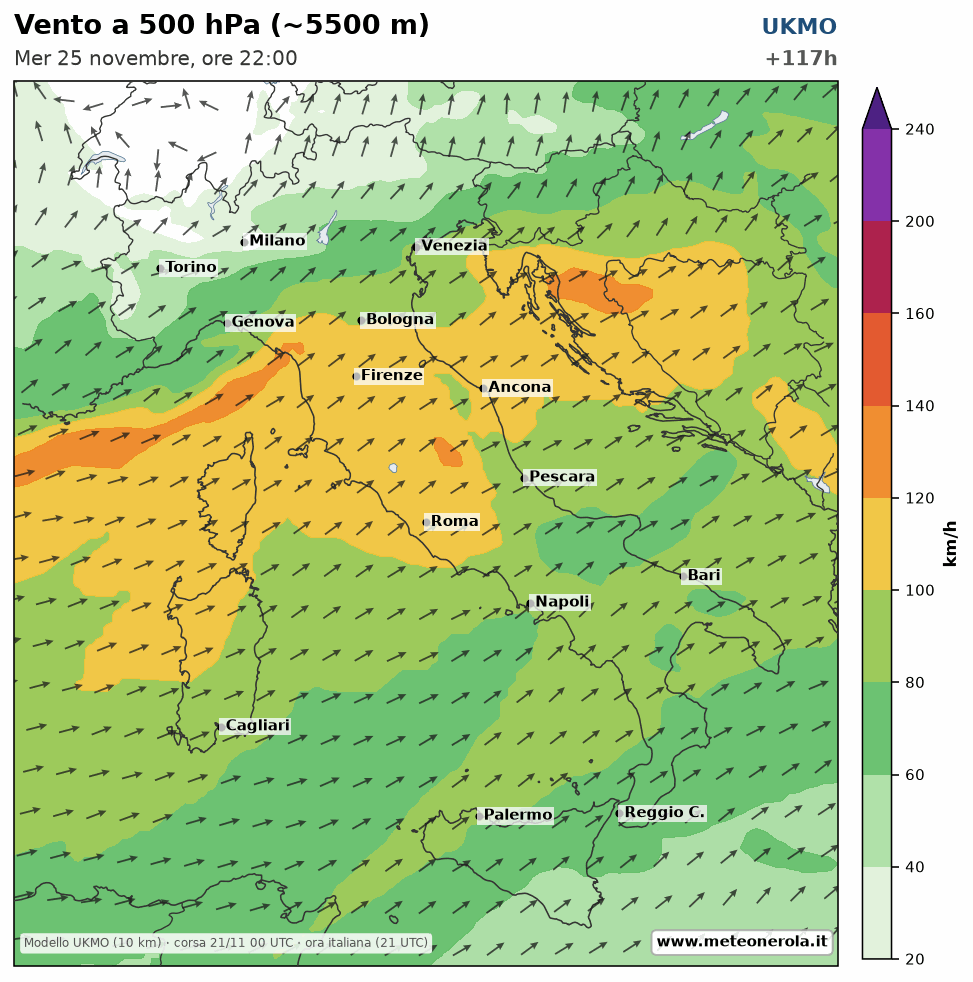 Vento a 500 hPa (~5500 m)
UKMO
Mer 25 novembre, ore 22:00
+117h
Milano
Venezia
Torino
Genova
Bologna
Firenze
Ancona
Pescara
Roma
Bari
Napoli
Cagliari
Palermo
Reggio C.
240
220
200
160
140
120
100
80
60
40
20
km/h
Modello UKMO (10 km) · corsa 21/11 00 UTC · ora italiana (21 UTC)
www.meteonerola.it